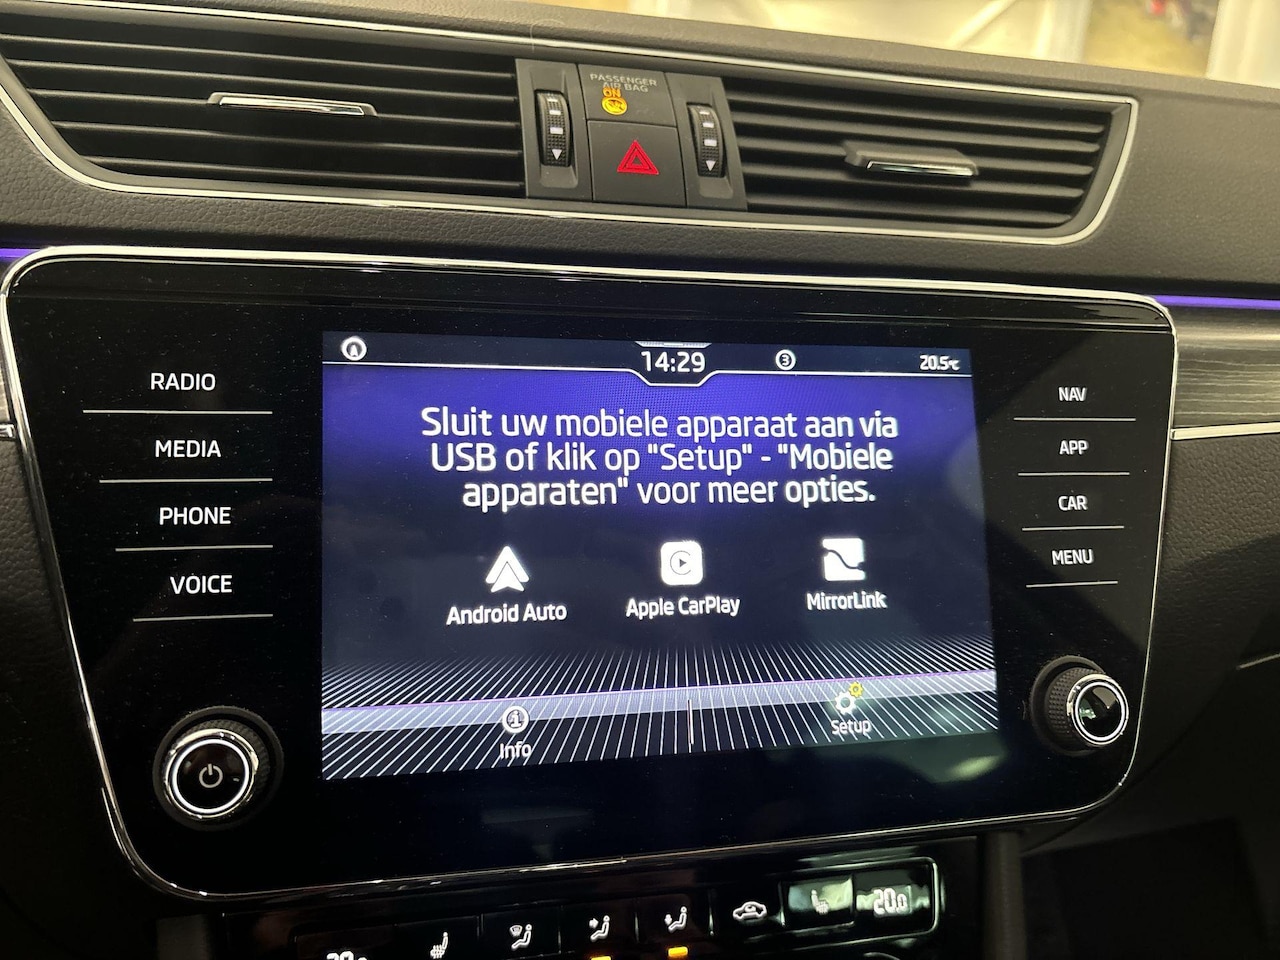 PASSENGER
AIR BAG
ON
RADIO
MEDIA
PHONE
VOICE
14:29
3
20.5°C
Sluit uw mobiele apparaat aan via
USB of klik op "Setup" - "Mobiele
apparaten" voor meer opties.
Android Auto
Apple CarPlay
MirrorLink
Info
Setup
NAV
APP
CAR
MENU
20.0